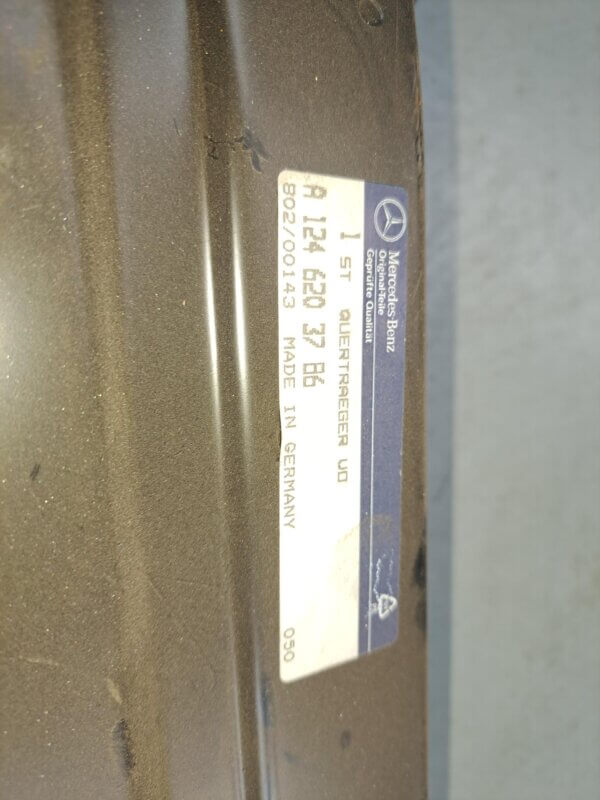 Mercedes-Benz
Original-Teile
Geprüfte Qualität
1 ST QUERTRAEGER VO
A 124 620 37 86
802/00143 MADE IN GERMANY 050